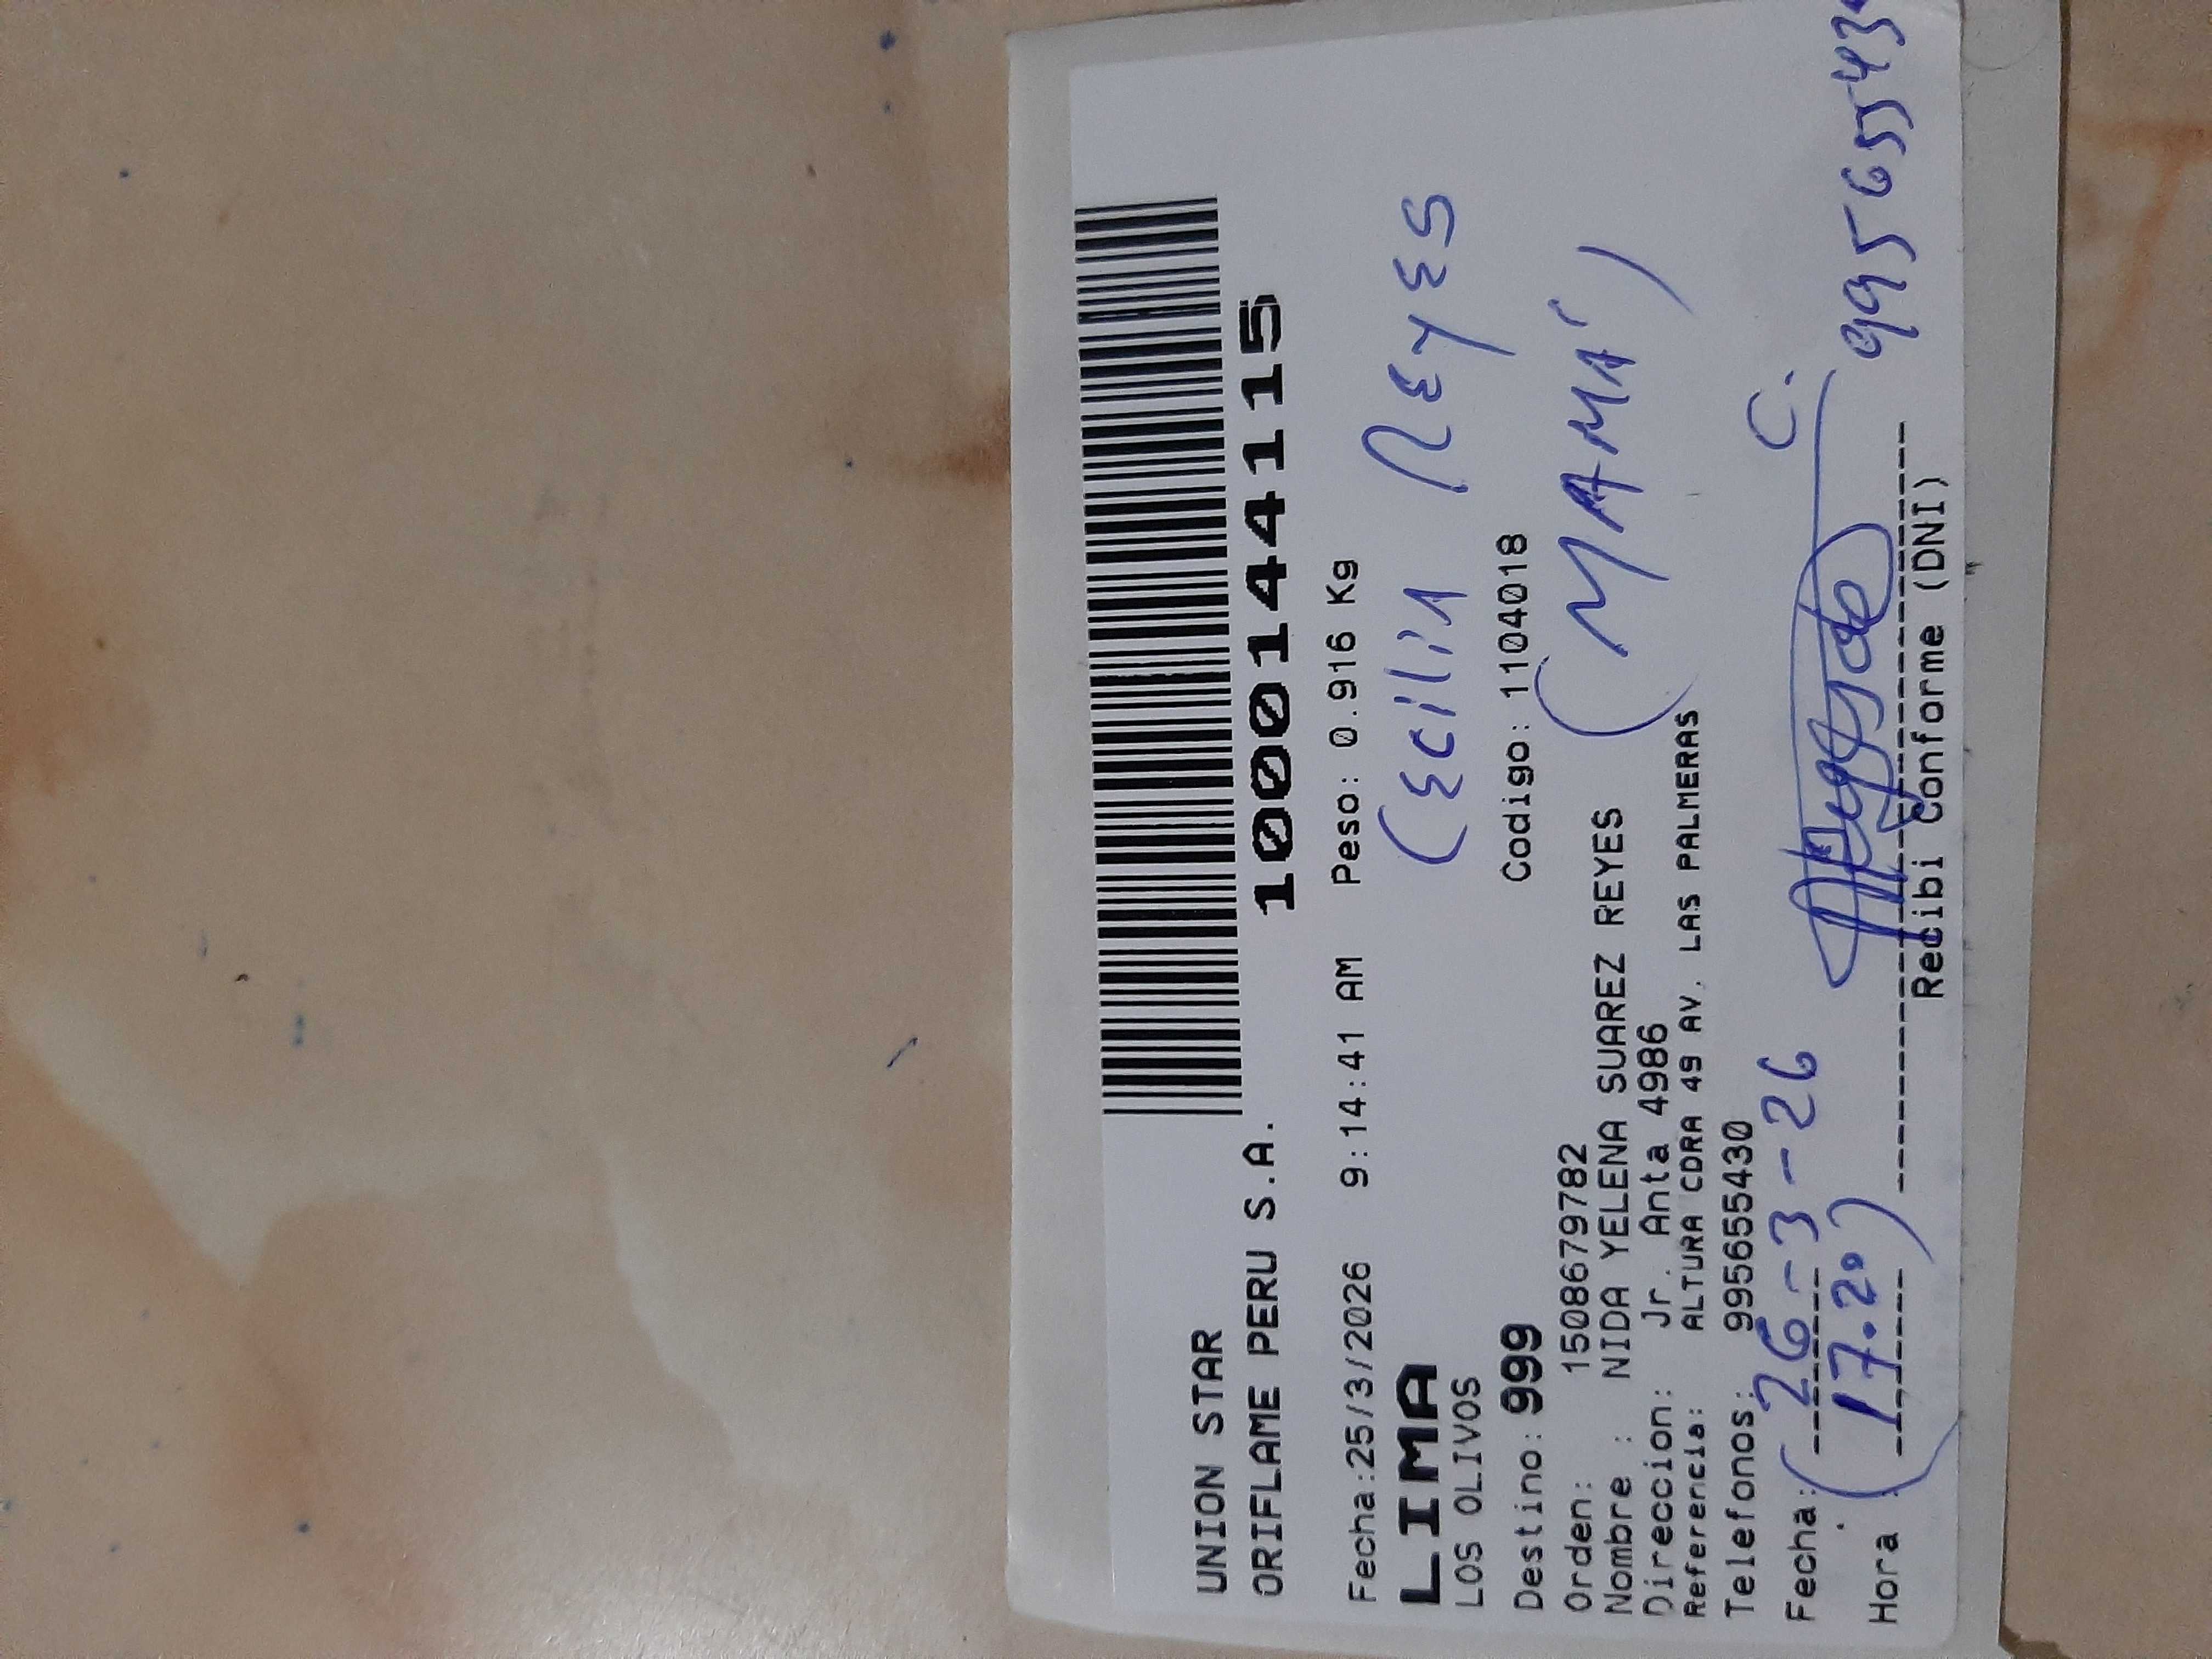 UNION STAR
ORIFLAME PERU S.A. 1000144115
Fecha:25/3/2026 9:14:41 AM Peso: 0.916 Kg
LIMA
Cecilia Reyes
LOS OLIVOS
Destino: 999 Codigo: 1104018
Orden: 1508679782
(MAMÁ)
Nombre : NIDA YELENA SUAREZ REYES
Direccion: Jr. Anta 4986
Referencia: ALTURA CDRA 49 AV. LAS PALMERAS
Telefonos: 995655430
Fecha: 26-3-26
Hora : (17.20)
C. 99565543
Recibi Conforme (DNI)